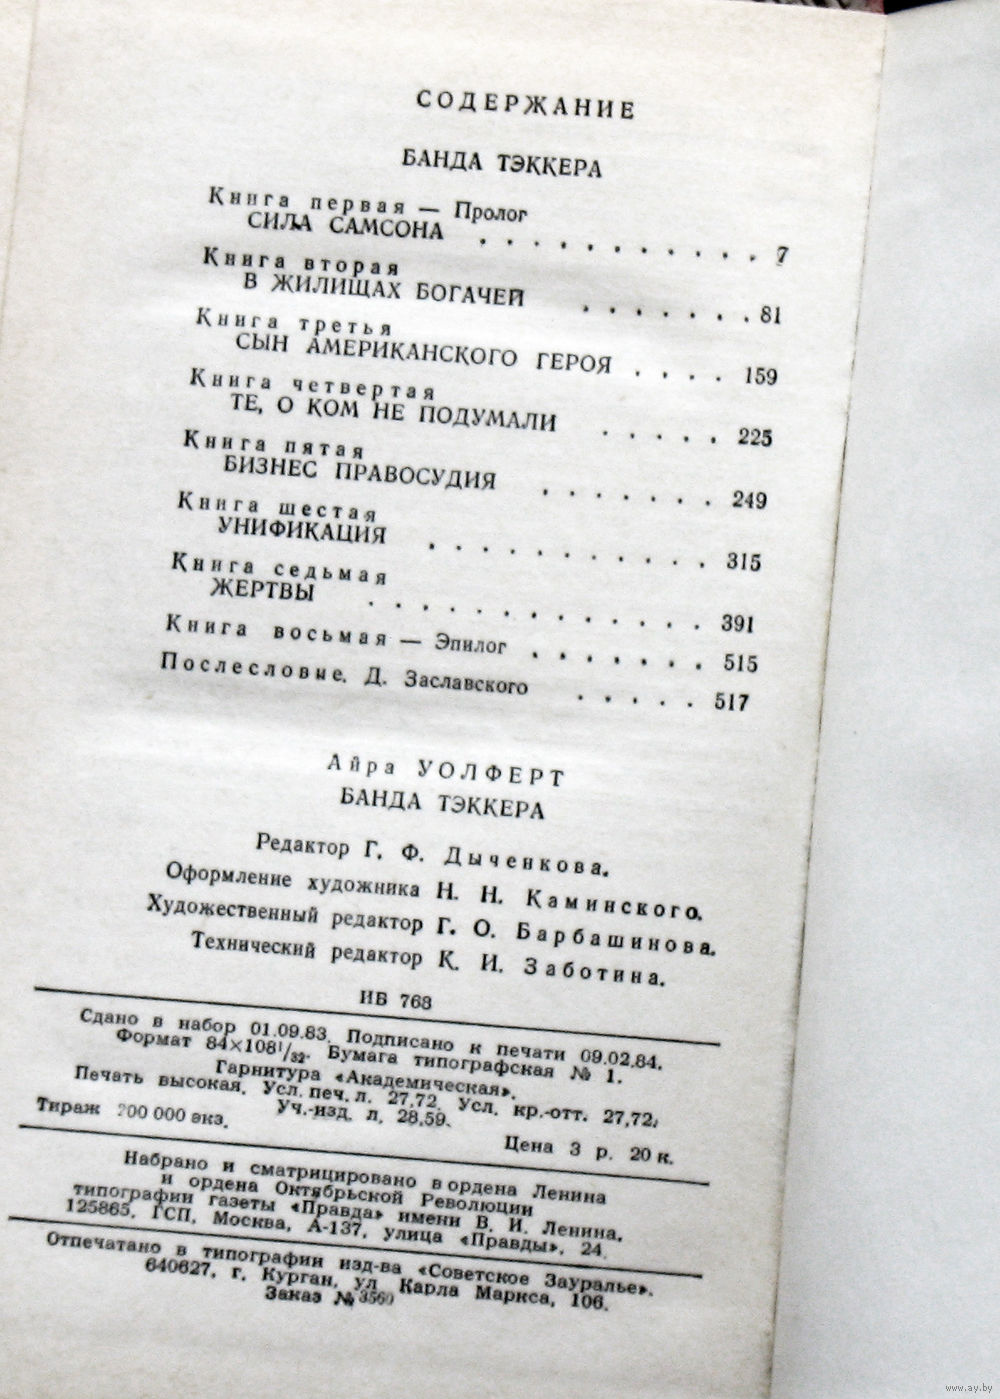 СОДЕРЖАНИЕ
БАНДА ТЭККЕРА
Книга первая — Пролог
СИЛА САМСОНА . . . . . . . . . . . 7
Книга вторая
В ЖИЛИЩАХ БОГАЧЕЙ . . . . . . . 81
Книга третья
СЫН АМЕРИКАНСКОГО ГЕРОЯ . . . . 159
Книга четвертая
ТЕ, О КОМ НЕ ПОДУМАЛИ . . . . . 225
Книга пятая
БИЗНЕС ПРАВОСУДИЯ . . . . . . . 249
Книга шестая
УНИФИКАЦИЯ . . . . . . . . . . . 315
Книга седьмая
ЖЕРТВЫ . . . . . . . . . . . . . 391
Книга восьмая — Эпилог . . . . . . . 515
Послесловие. Д. Заславского . . . . . 517
Айра УОЛФЕРТ
БАНДА ТЭККЕРА
Редактор Г. Ф. Дыченкова.
Оформление художника Н. Н. Каминского.
Художественный редактор Г. О. Барбашинова.
Технический редактор К. И. Заботина.
ИБ 768
Сдано в набор 01.09.83. Подписано к печати 09.02.84.
Формат 84×108¹/₃₂. Бумага типографская № 1.
Гарнитура «Академическая».
Печать высокая. Усл. печ. л. 27,72. Усл. кр.-отт. 27,72.
Уч.-изд. л. 28,59.
Тираж 200 000 экз. Цена 3 р. 20 к.
Набрано и сматрицировано в ордена Ленина
и ордена Октябрьской Революции
типографии газеты «Правда» имени В. И. Ленина.
125865. ГСП, Москва, А-137, улица «Правды», 24.
Отпечатано в типографии изд-ва «Советское Зауралье».
640627, г. Курган, ул. Карла Маркса, 106.
Заказ № 3560
www.ay.by